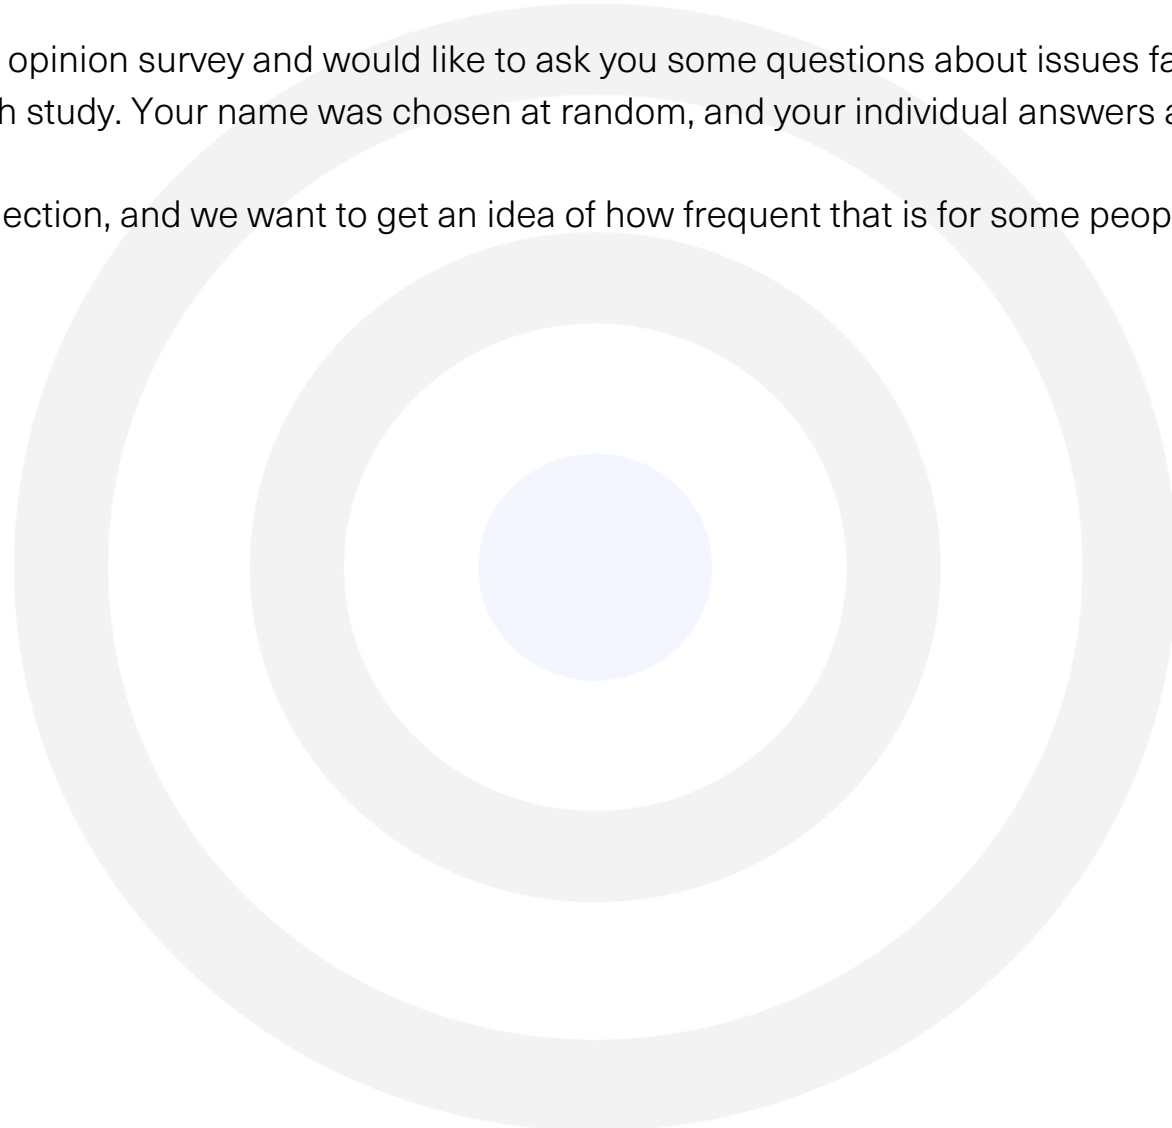 opinion survey and would like to ask you some questions about issues fa
h study. Your name was chosen at random, and your individual answers a
ection, and we want to get an idea of how frequent that is for some peop